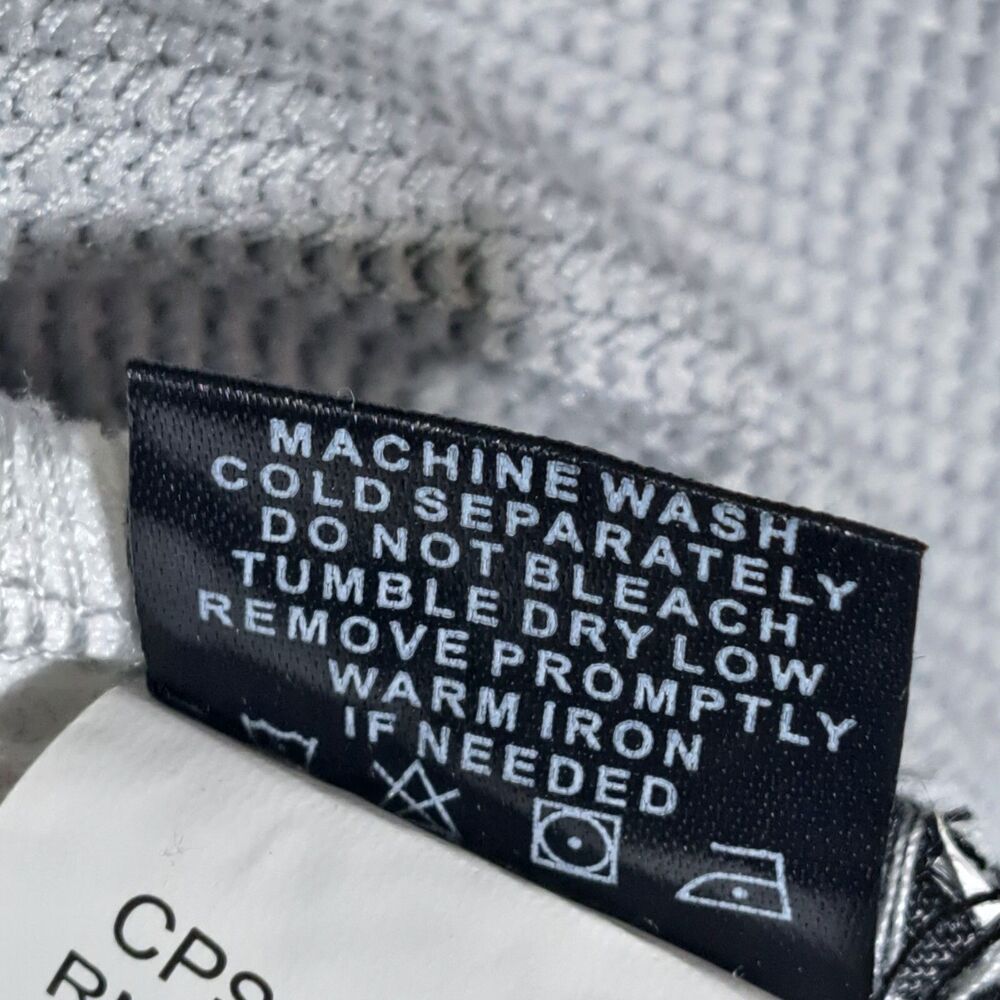 MACHINE WASH
COLD SEPARATELY
DO NOT BLEACH
TUMBLE DRY LOW
REMOVE PROMPTLY
WARM IRON
IF NEEDED